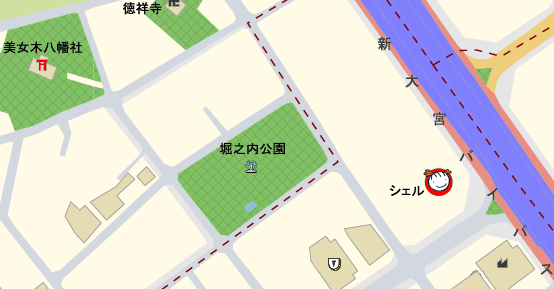 徳祥寺
美女木八幡社
新大宮バイパス
堀之内公園
シェル